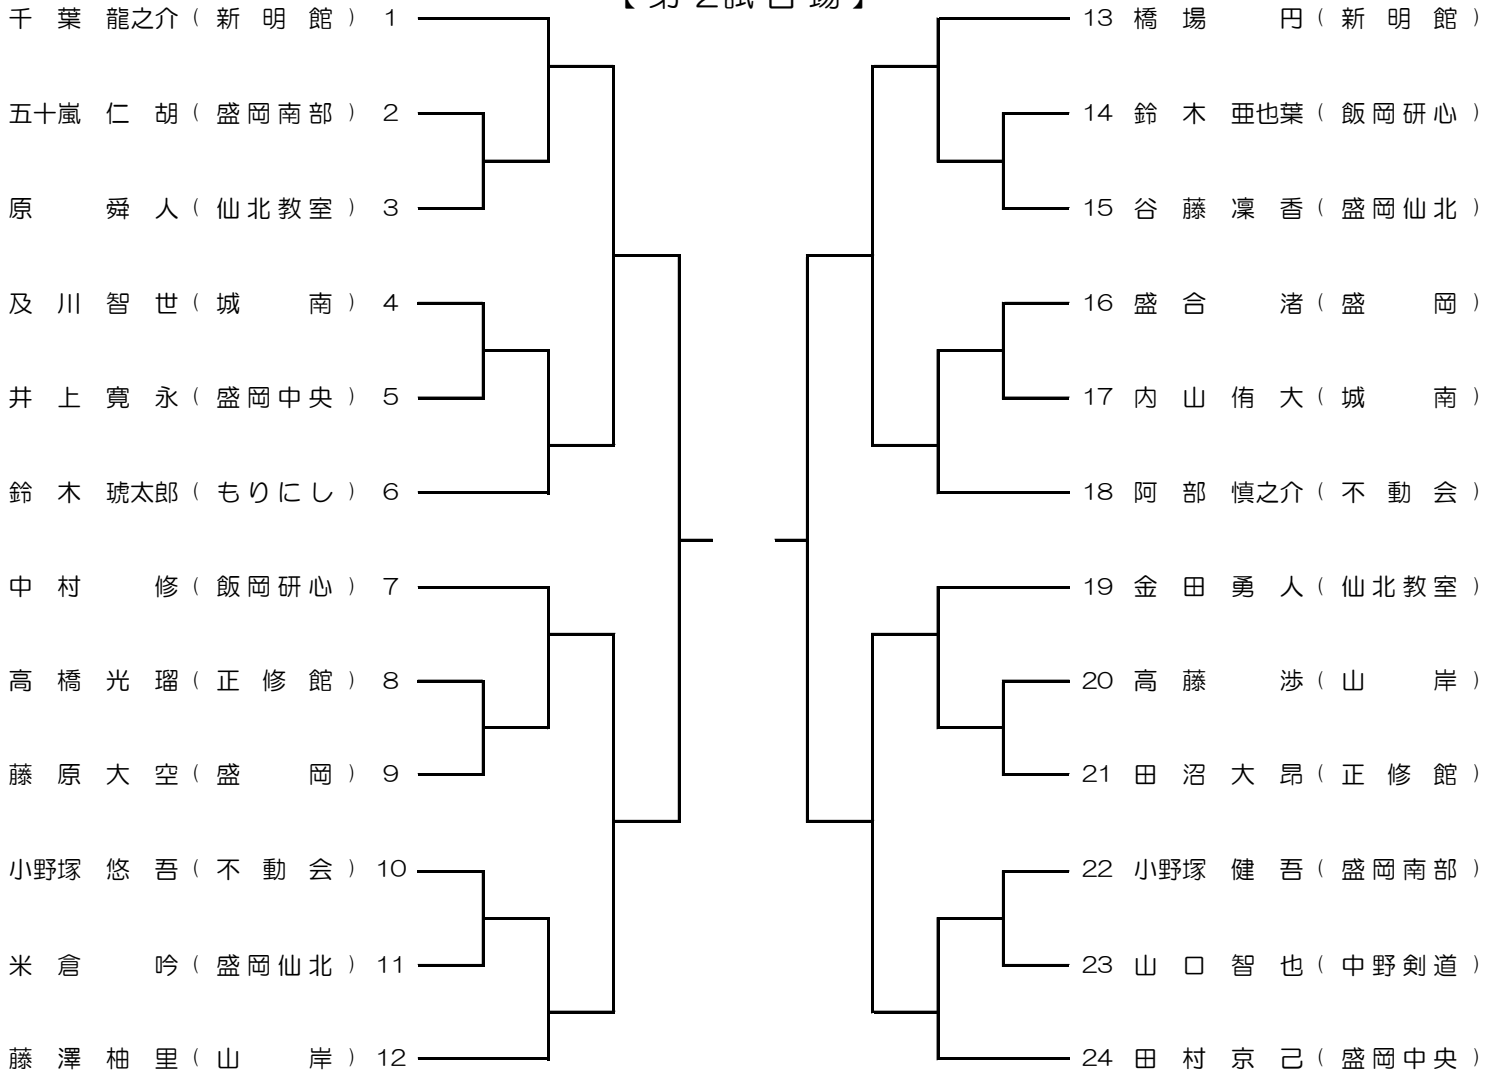 【第2試合場】
千葉 龍之介 ( 新明館 ) 1
五十嵐 仁胡 ( 盛岡南部 ) 2
原 舜人 ( 仙北教室 ) 3
及川 智世 ( 城南 ) 4
井上 寛永 ( 盛岡中央 ) 5
鈴木 琥太郎 ( もりにし ) 6
中村 修 ( 飯岡研心 ) 7
高橋 光瑠 ( 正修館 ) 8
藤原 大空 ( 盛岡 ) 9
小野塚 悠吾 ( 不動会 ) 10
米倉 吟 ( 盛岡仙北 ) 11
藤澤 柚里 ( 山岸 ) 12
13 橋場 円 ( 新明館 )
14 鈴木 亜也葉 ( 飯岡研心 )
15 谷藤 凜香 ( 盛岡仙北 )
16 盛合 渚 ( 盛岡 )
17 内山 侑大 ( 城南 )
18 阿部 慎之介 ( 不動会 )
19 金田 勇人 ( 仙北教室 )
20 高藤 渉 ( 山岸 )
21 田沼 大昂 ( 正修館 )
22 小野塚 健吾 ( 盛岡南部 )
23 山口 智也 ( 中野剣道 )
24 田村 京己 ( 盛岡中央 )